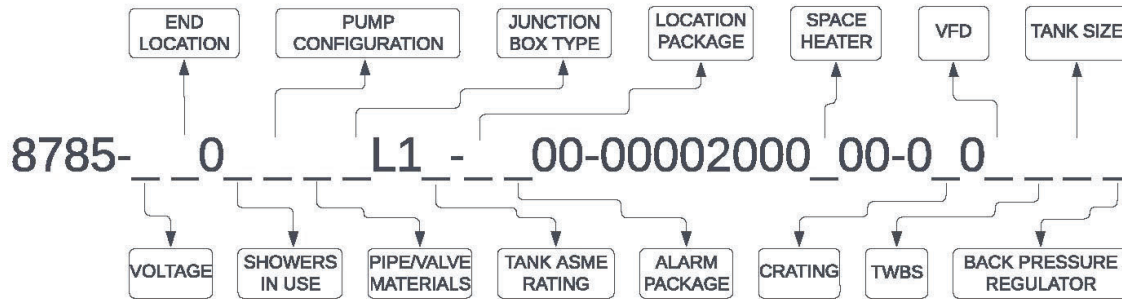 END
LOCATION
PUMP
CONFIGURATION
JUNCTION
BOX TYPE
LOCATION
PACKAGE
SPACE
HEATER
VFD
TANK SIZE
8785-_ _0_ _ _ _L1_-_ _00-00002000_00-0_0_ _ _ _
VOLTAGE
SHOWERS
IN USE
PIPE/VALVE
MATERIALS
TANK ASME
RATING
ALARM
PACKAGE
CRATING
TWBS
BACK PRESSURE
REGULATOR